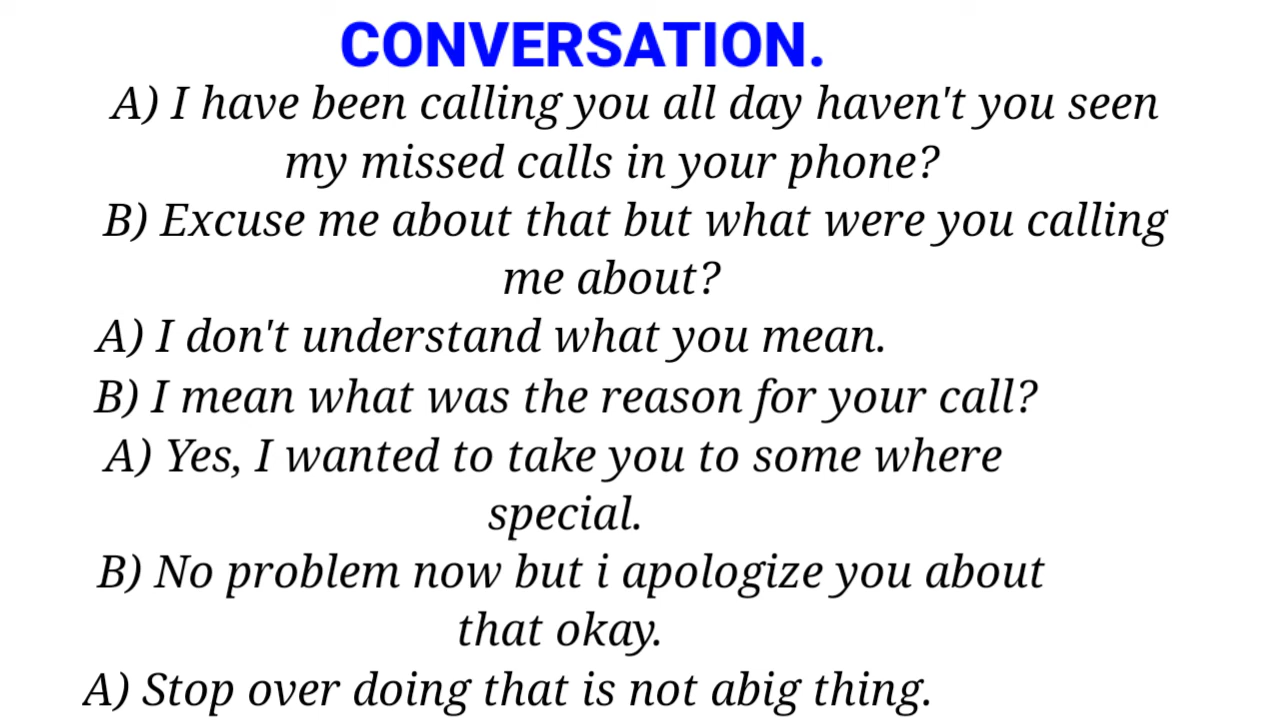 CONVERSATION.
A) I have been calling you all day haven't you seen
my missed calls in your phone?
B) Excuse me about that but what were you calling
me about?
A) I don't understand what you mean.
B) I mean what was the reason for your call?
A) Yes, I wanted to take you to some where
special.
B) No problem now but i apologize you about
that okay.
A) Stop over doing that is not abig thing.